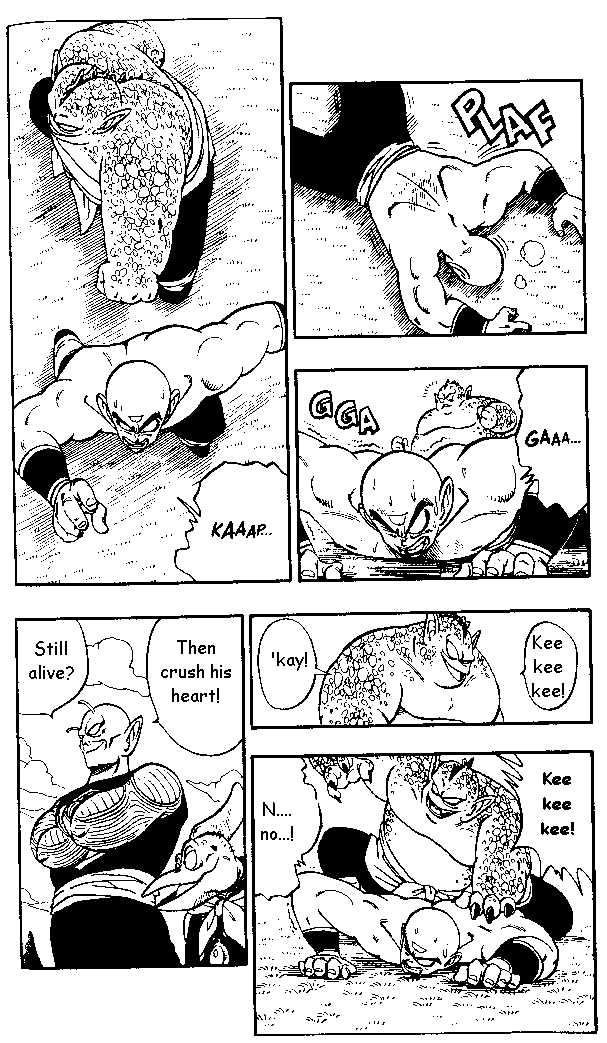 KAAAP...
PLAF
GGA
GAAA...
Still
alive?
Then
crush his
heart!
'kay!
Kee
kee
kee!
N....
no...!
Kee
kee
kee!